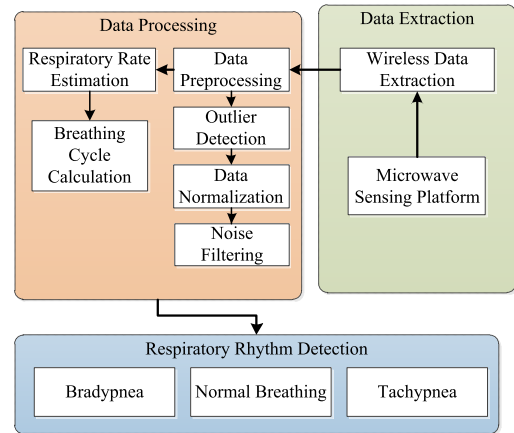 Data Processing
Respiratory Rate
Estimation
Data
Preprocessing
Breathing
Cycle
Calculation
Outlier
Detection
Data
Normalization
Noise
Filtering
Data Extraction
Wireless Data
Extraction
Microwave
Sensing Platform
Respiratory Rhythm Detection
Bradypnea
Normal Breathing
Tachypnea